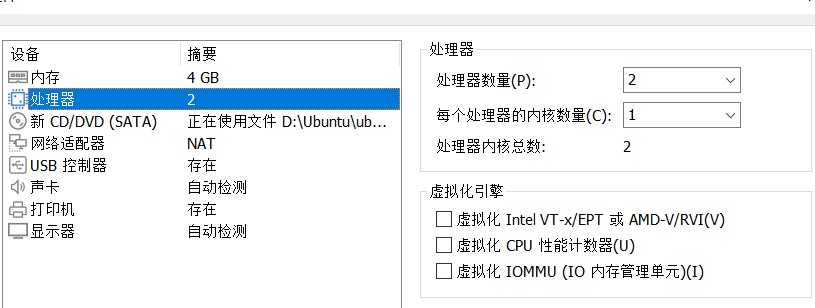 设备 摘要
内存 4 GB
处理器 2
新 CD/DVD (SATA) 正在使用文件 D:\Ubuntu\ub...
网络适配器 NAT
USB 控制器 存在
声卡 自动检测
打印机 存在
显示器 自动检测
处理器
处理器数量(P): 2
每个处理器的内核数量(C): 1
处理器内核总数: 2
虚拟化引擎
虚拟化 Intel VT-x/EPT 或 AMD-V/RVI(V)
虚拟化 CPU 性能计数器(U)
虚拟化 IOMMU (IO 内存管理单元)(I)